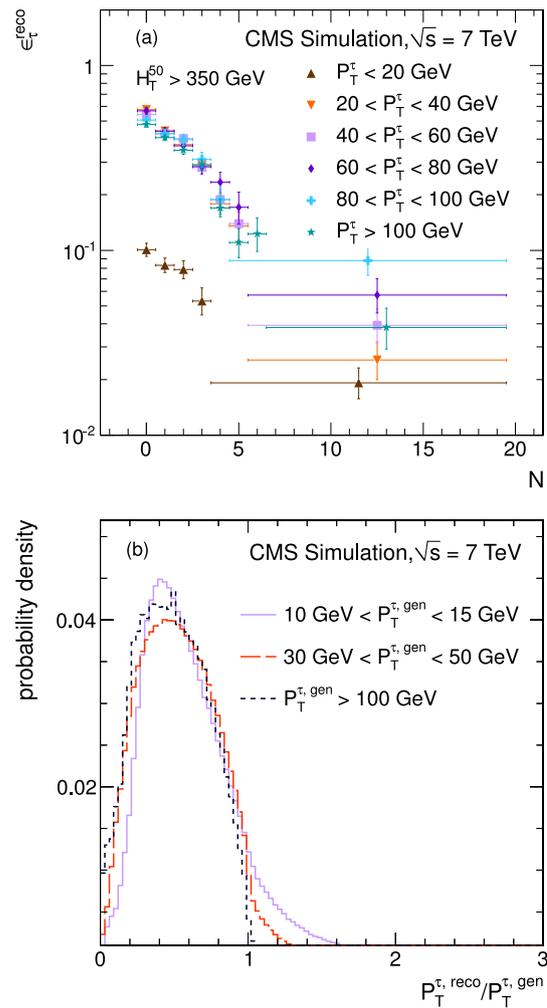 ϵ_τ^reco
(a) CMS Simulation, √s = 7 TeV
H_T^50 > 350 GeV
P_T^τ < 20 GeV
20 < P_T^τ < 40 GeV
40 < P_T^τ < 60 GeV
60 < P_T^τ < 80 GeV
80 < P_T^τ < 100 GeV
P_T^τ > 100 GeV
1
10^-1
10^-2
0 5 10 15 20
N
probability density
(b) CMS Simulation, √s = 7 TeV
10 GeV < P_T^τ, gen < 15 GeV
30 GeV < P_T^τ, gen < 50 GeV
P_T^τ, gen > 100 GeV
0.04
0.02
0 1 2 3
P_T^τ, reco/P_T^τ, gen